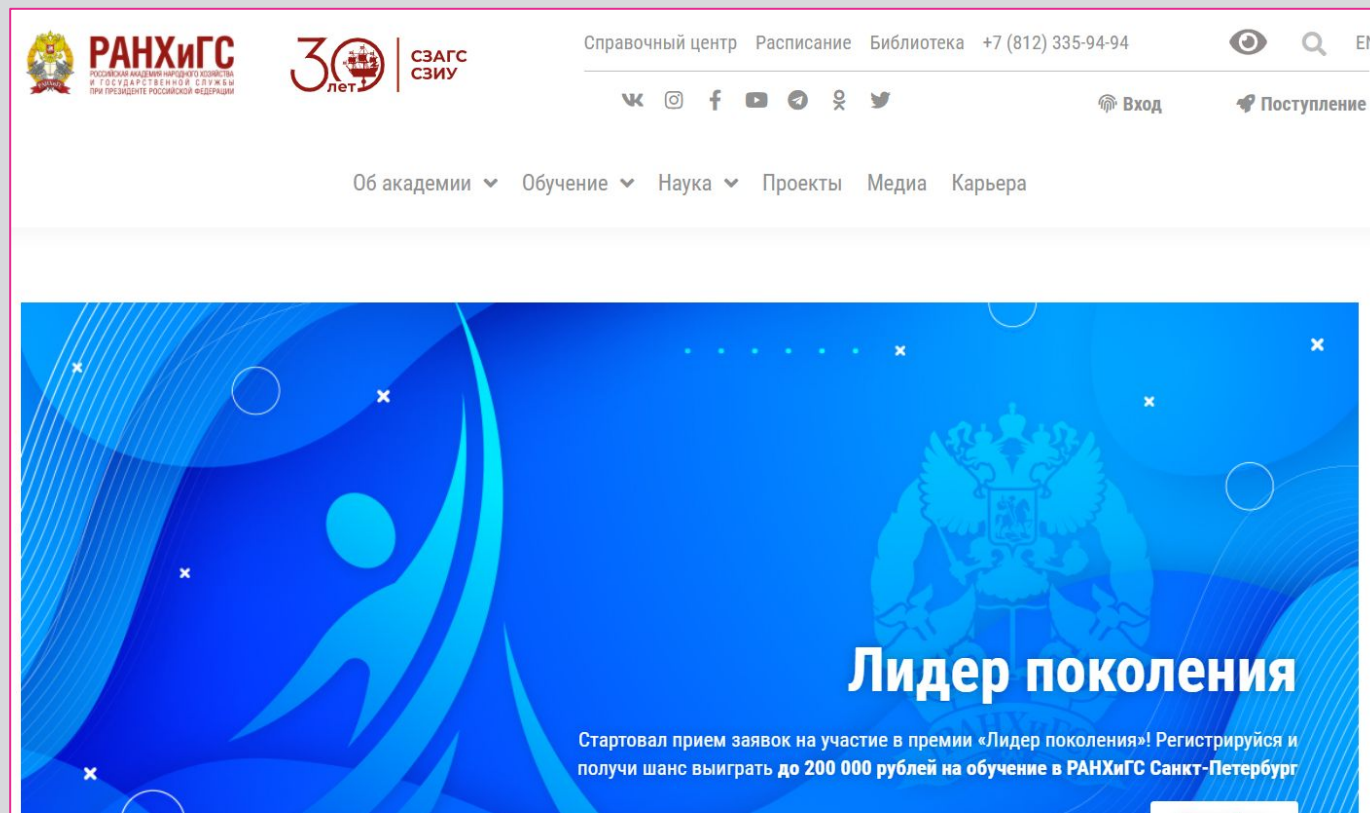 РАНХиГС
РОССИЙСКАЯ АКАДЕМИЯ НАРОДНОГО ХОЗЯЙСТВА
И ГОСУДАРСТВЕННОЙ СЛУЖБЫ
ПРИ ПРЕЗИДЕНТЕ РОССИЙСКОЙ ФЕДЕРАЦИИ
30 лет
СЗАГС
СЗИУ
Справочный центр Расписание Библиотека +7 (812) 335-94-94
EN
Вход Поступление
Об академии Обучение Наука Проекты Медиа Карьера
РАНХиГС
Лидер поколения
Стартовал прием заявок на участие в премии «Лидер поколения»! Регистрируйся и
получи шанс выиграть до 200 000 рублей на обучение в РАНХиГС Санкт-Петербург